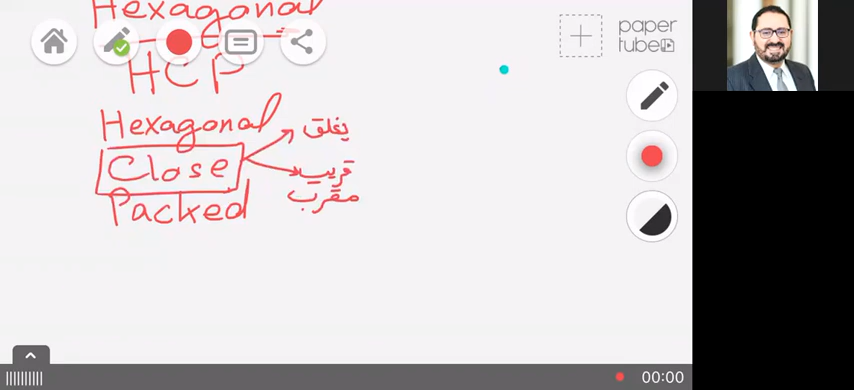 Hexagonal
HCP
Hexagonal
يغلق
Close
قريب
مقرب
Packed
paper
tube
00:00